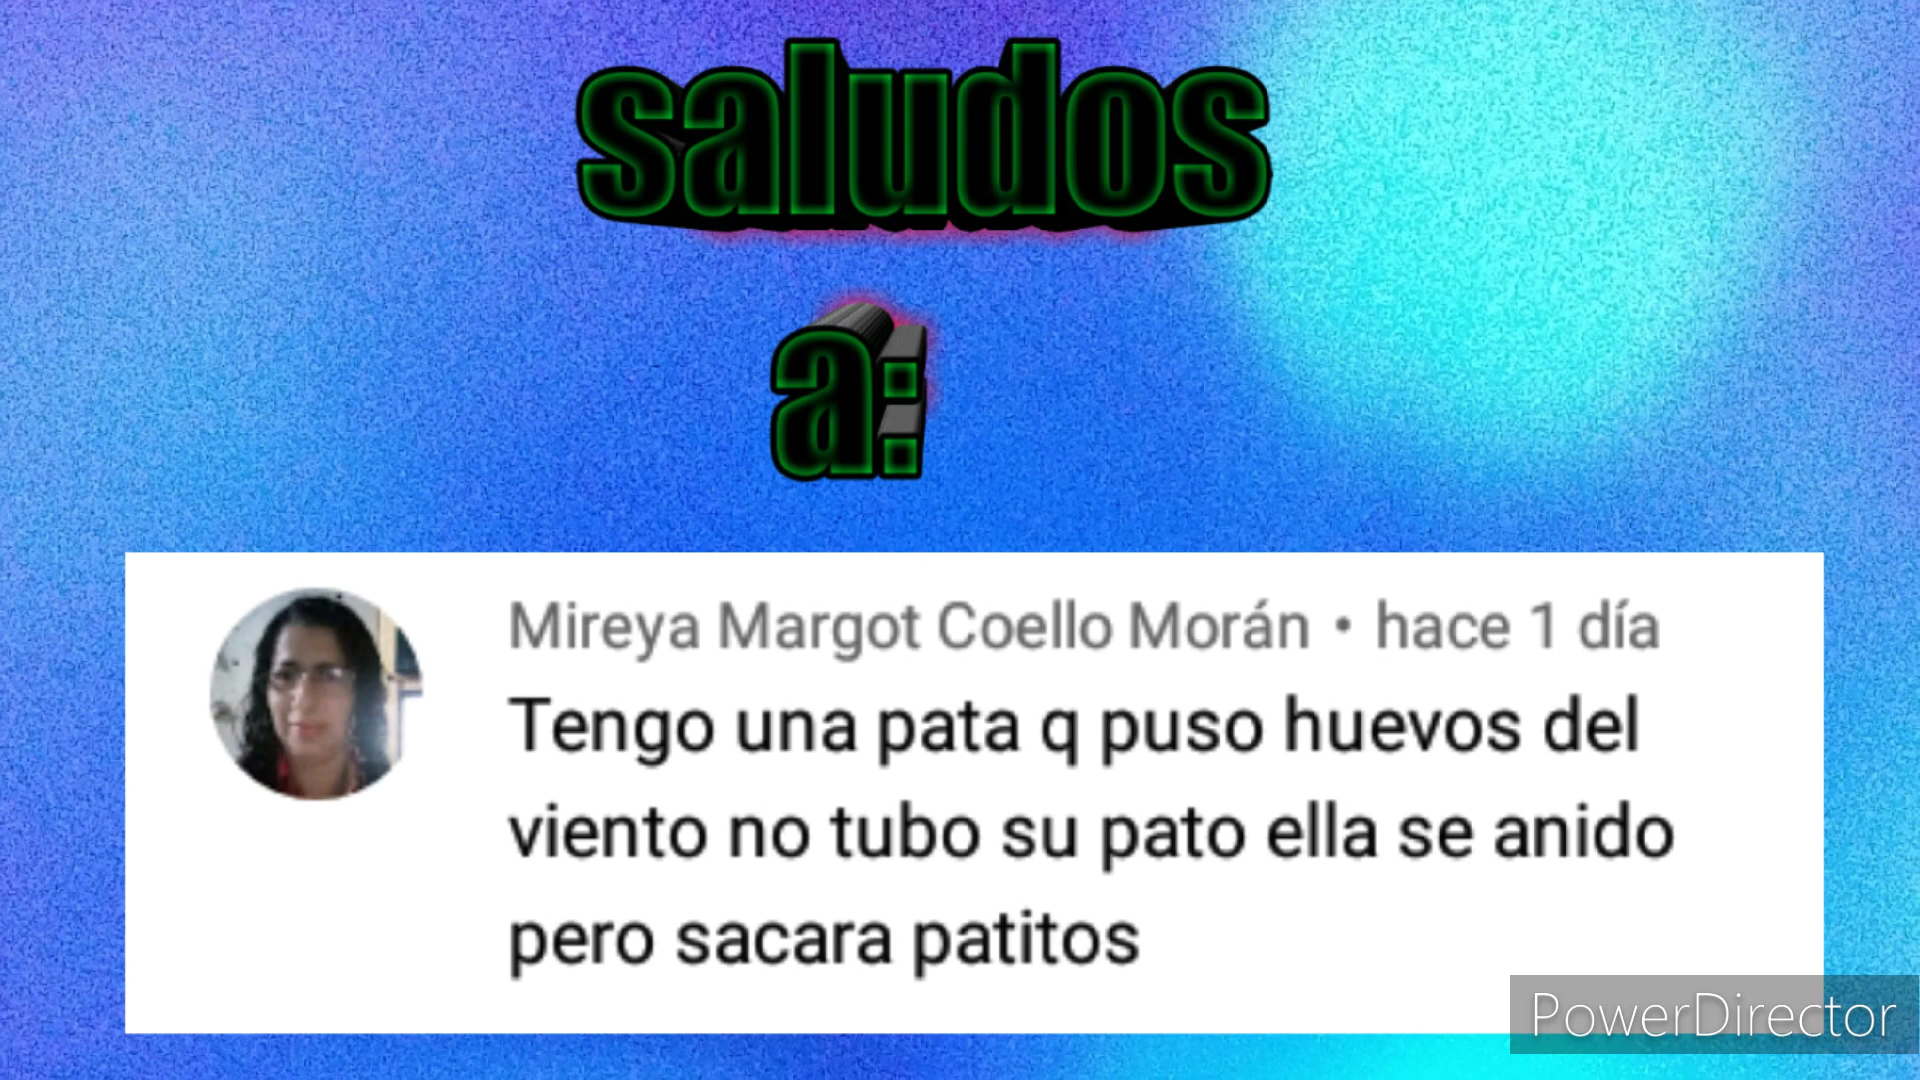 saludos
a:
Mireya Margot Coello Morán • hace 1 día
Tengo una pata q puso huevos del
viento no tubo su pato ella se anido
pero sacara patitos
PowerDirector